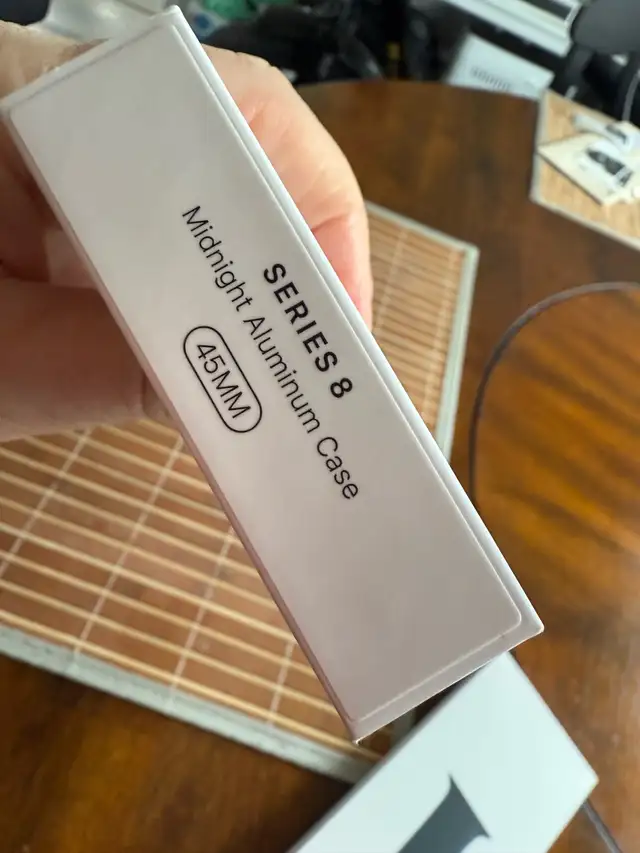 SERIES 8
Midnight Aluminum Case
45MM